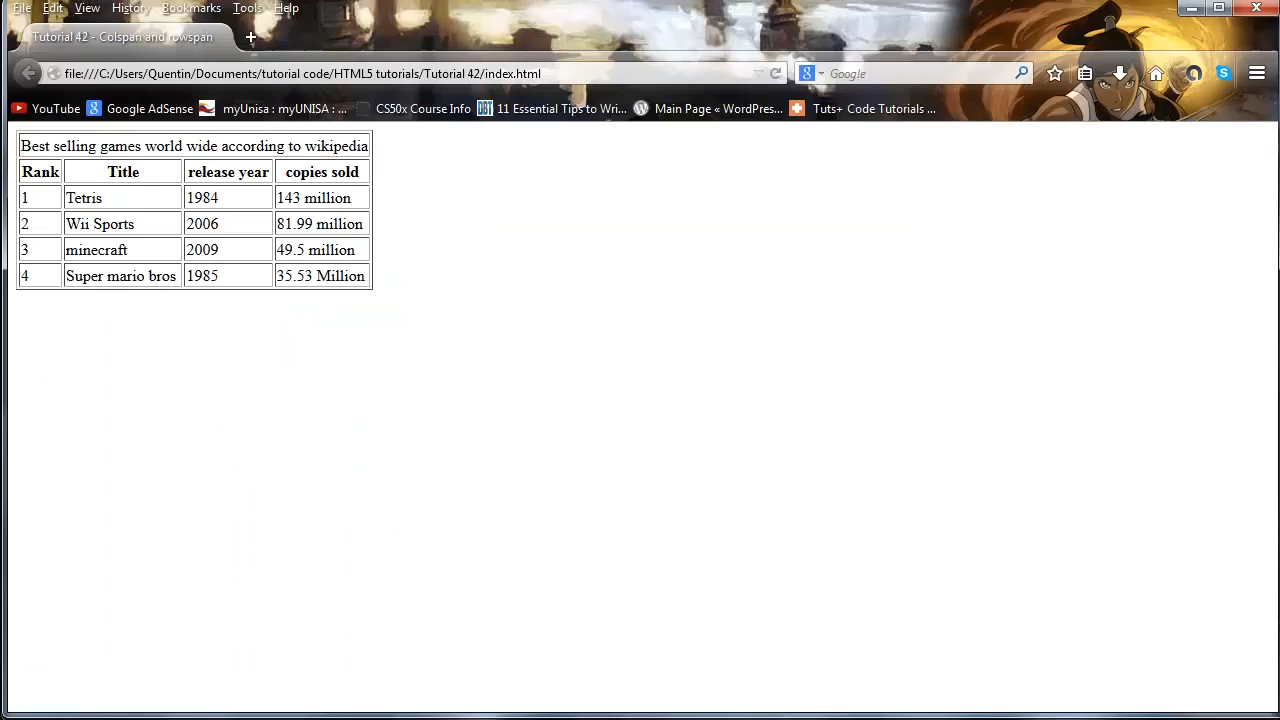 File Edit View History Bookmarks Tools Help
Tutorial 42 - Colspan and rowspan
file:///C:/Users/Quentin/Documents/tutorial code/HTML5 tutorials/Tutorial 42/index.html Google
YouTube Google AdSense myUnisa : myUNISA : ... CS50x Course Info DBT 11 Essential Tips to Wri... Main Page « WordPres... Tuts+ Code Tutorials ...
Best selling games world wide according to wikipedia
Rank Title release year copies sold
1 Tetris 1984 143 million
2 Wii Sports 2006 81.99 million
3 minecraft 2009 49.5 million
4 Super mario bros 1985 35.53 Million